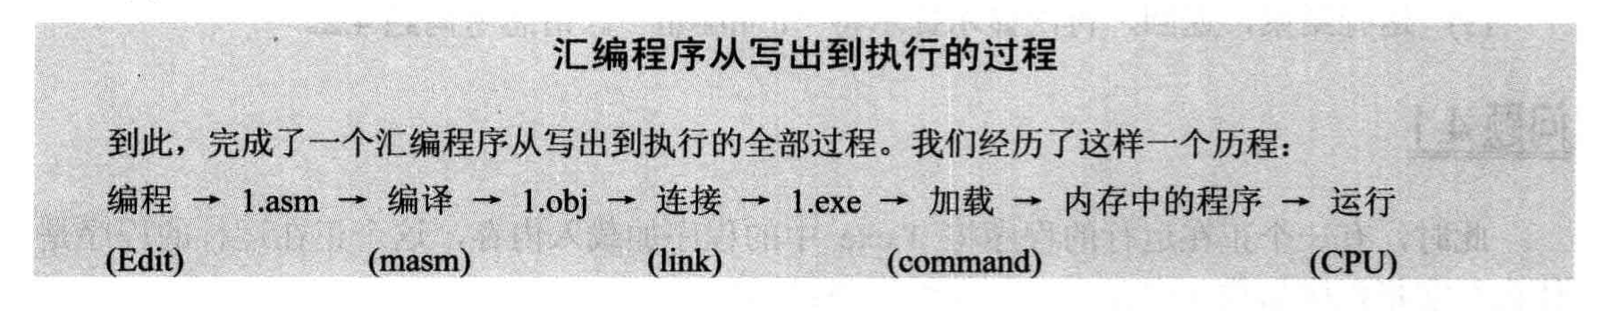 汇编程序从写出到执行的过程
到此，完成了一个汇编程序从写出到执行的全部过程。我们经历了这样一个历程：
编程 → 1.asm → 编译 → 1.obj → 连接 → 1.exe → 加载 → 内存中的程序 → 运行
(Edit) (masm) (link) (command) (CPU)